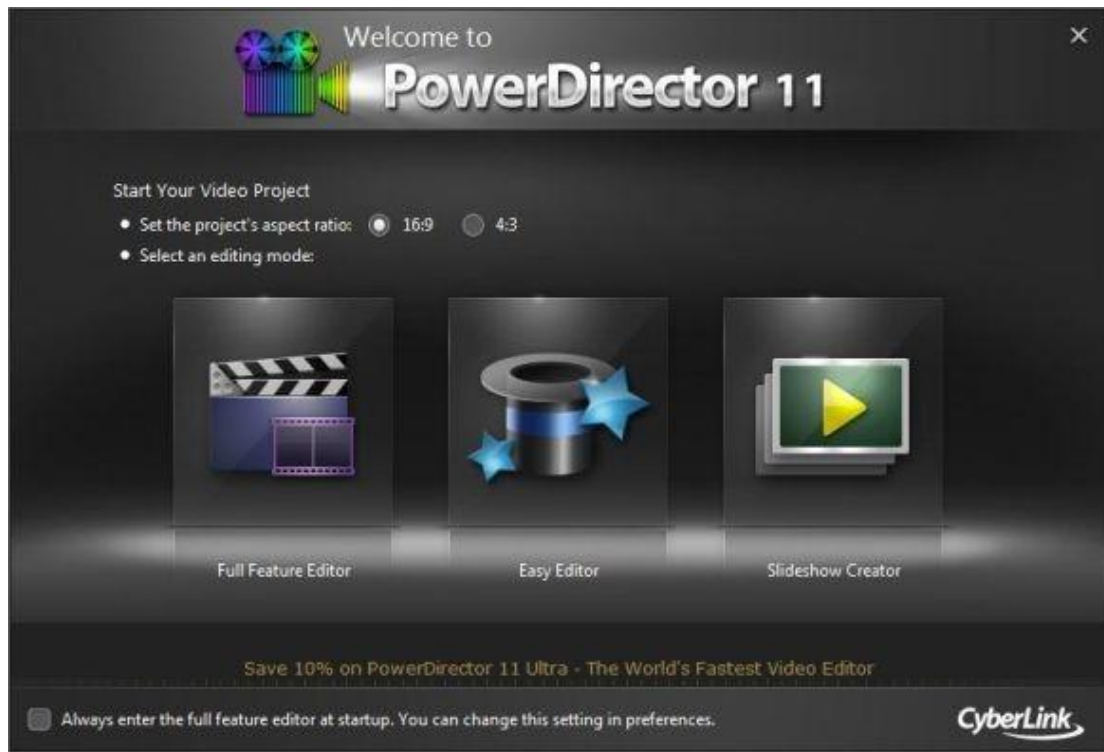 Welcome to
PowerDirector 11
Start Your Video Project
• Set the project's aspect ratio: 16:9 4:3
• Select an editing mode:
Full Feature Editor Easy Editor Slideshow Creator
Save 10% on PowerDirector 11 Ultra - The World's Fastest Video Editor
Always enter the full feature editor at startup. You can change this setting in preferences.
CyberLink